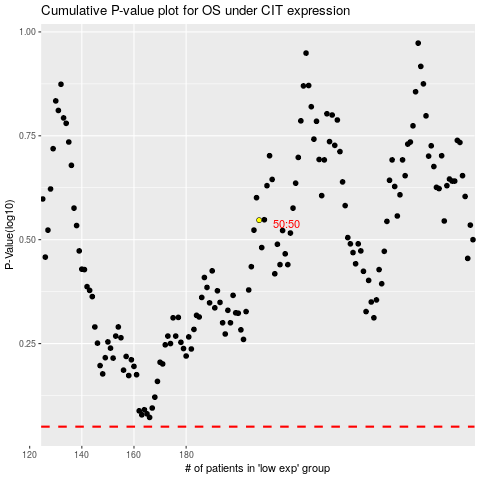 Cumulative P-value plot for OS under CIT expression
1.00
0.75
0.50
0.25
P-Value(log10)
50:50
120 140 160 180
# of patients in 'low exp' group